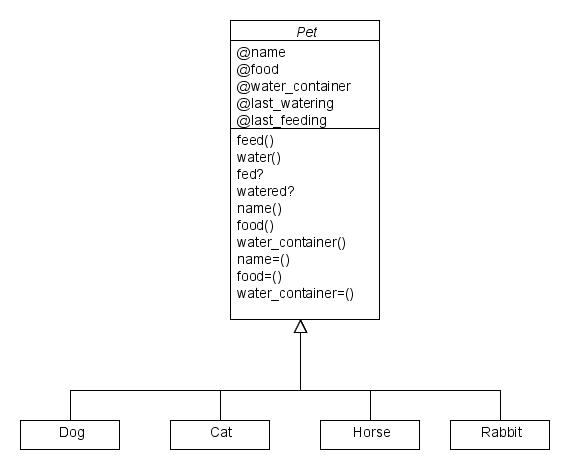 Pet
@name
@food
@water_container
@last_watering
@last_feeding
feed()
water()
fed?
watered?
name()
food()
water_container()
name=()
food=()
water_container=()
Dog
Cat
Horse
Rabbit